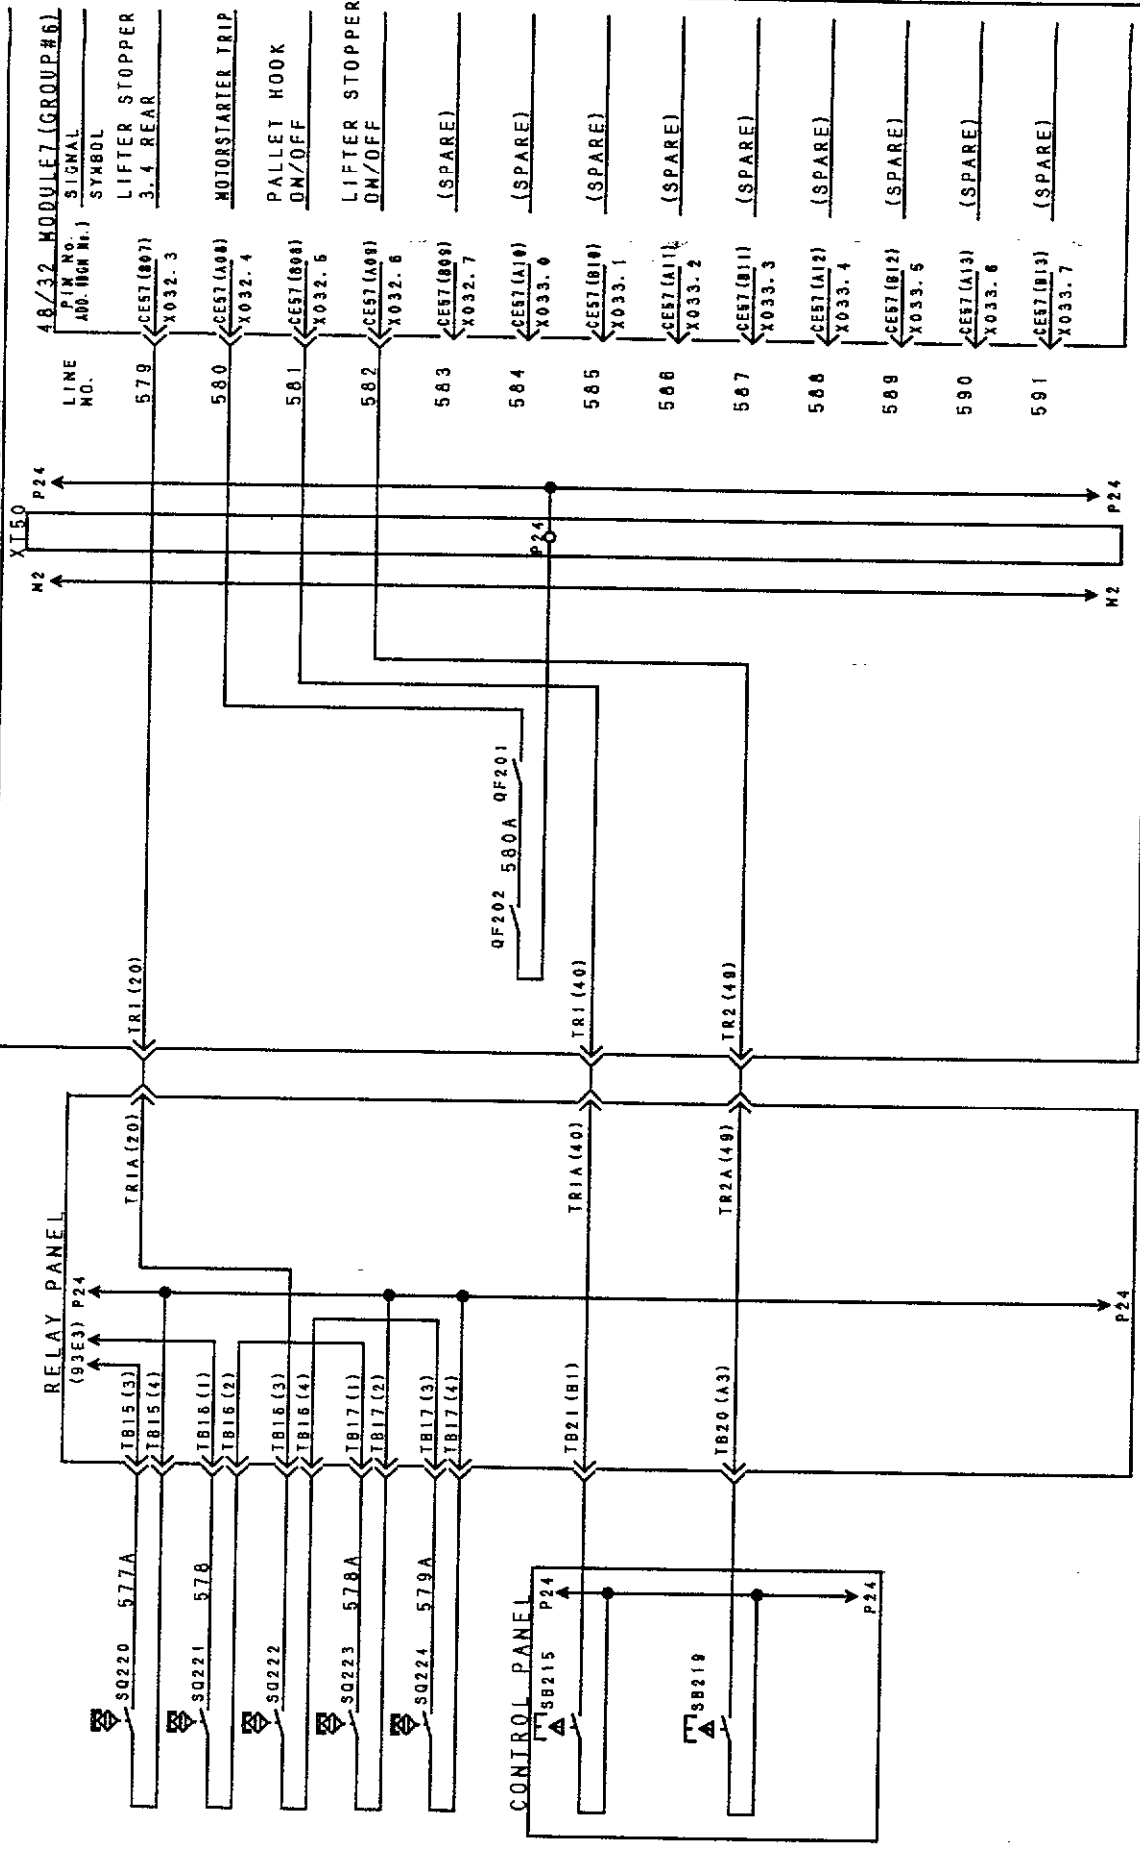 48/32 MODULE7(GROUP#6)
LINE NO.
PIN No.
ADD.
SIGNAL
SYMBOL
579
CE57(B07)
X032.3
LIFTER STOPPER
3.4 REAR
580
CE57(A08)
X032.4
MOTORSTARTER TRIP
581
CE57(B08)
X032.5
PALLET HOOK
ON/OFF
582
CE57(A09)
X032.6
LIFTER STOPPER
ON/OFF
583
CE57(B09)
X032.7
(SPARE)
584
CE57(A10)
X033.0
(SPARE)
585
CE57(B10)
X033.1
(SPARE)
586
CE57(A11)
X033.2
(SPARE)
587
CE57(B11)
X033.3
(SPARE)
588
CE57(A12)
X033.4
(SPARE)
589
CE57(B12)
X033.5
(SPARE)
590
CE57(A13)
X033.6
(SPARE)
591
CE57(B13)
X033.7
(SPARE)
XT50
N2
P24
P24
N2
P24
QF202 580A QF201
TR1(20)
TR1(40)
TR2(49)
RELAY PANEL
(93E3) P24
TR1A(20)
TR1A(40)
TR2A(49)
TB15(3)
TB15(4)
TB16(1)
TB16(2)
TB16(3)
TB16(4)
TB17(1)
TB17(2)
TB17(3)
TB17(4)
TB21(B1)
TB20(A3)
P24
SQ220 577A
SQ221 578
SQ222
SQ223 578A
SQ224 579A
CONTROL PANEL
P24
SB215
SB219
P24